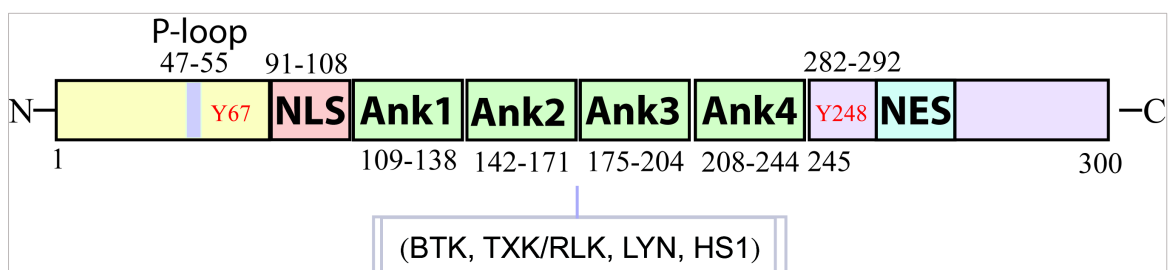 P-loop
47-55 91-108 282-292
N Y67 NLS Ank1 Ank2 Ank3 Ank4 Y248 NES C
1 109-138 142-171 175-204 208-244 245 300
(BTK, TXK/RLK, LYN, HS1)